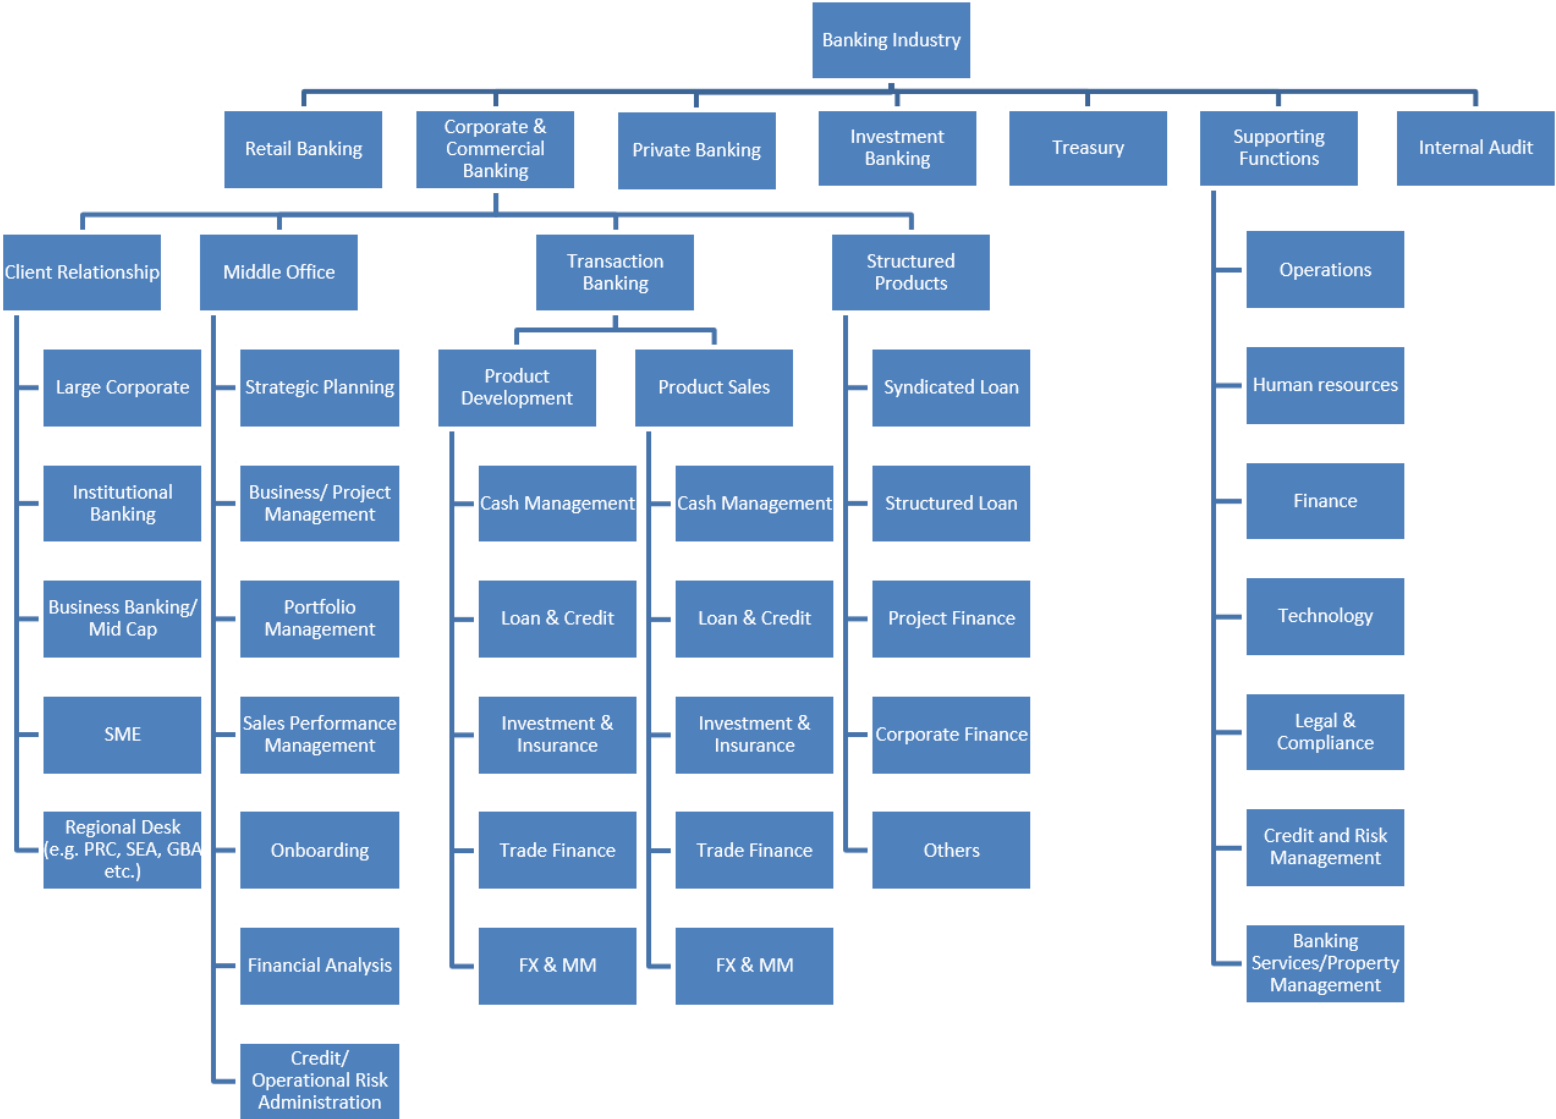 Banking Industry
Retail Banking
Corporate &
Commercial
Banking
Private Banking
Investment
Banking
Treasury
Supporting
Functions
Internal Audit
Client Relationship
Middle Office
Transaction
Banking
Structured
Products
Large Corporate
Institutional
Banking
Business Banking/
Mid Cap
SME
Regional Desk
(e.g. PRC, SEA, GBA
etc.)
Strategic Planning
Business/ Project
Management
Portfolio
Management
Sales Performance
Management
Onboarding
Financial Analysis
Credit/
Operational Risk
Administration
Product
Development
Cash Management
Loan & Credit
Investment &
Insurance
Trade Finance
FX & MM
Product Sales
Cash Management
Loan & Credit
Investment &
Insurance
Trade Finance
FX & MM
Syndicated Loan
Structured Loan
Project Finance
Corporate Finance
Others
Operations
Human resources
Finance
Technology
Legal &
Compliance
Credit and Risk
Management
Banking
Services/Property
Management